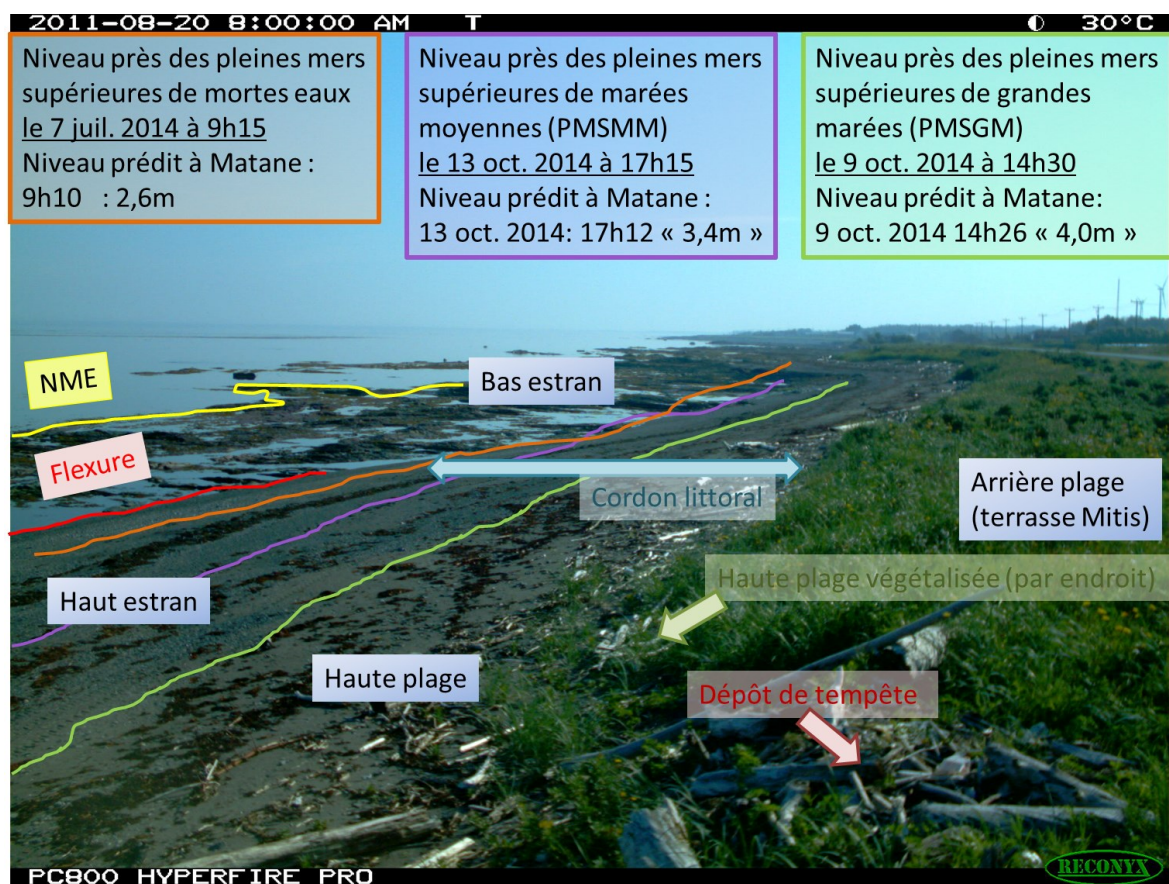 2011-08-20 8:00:00 AM T 30°C
Niveau près des pleines mers
supérieures de mortes eaux
le 7 juil. 2014 à 9h15
Niveau prédit à Matane :
9h10 : 2,6m
Niveau près des pleines mers
supérieures de marées
moyennes (PMSMM)
le 13 oct. 2014 à 17h15
Niveau prédit à Matane :
13 oct. 2014: 17h12 « 3,4m »
Niveau près des pleines mers
supérieures de grandes
marées (PMSGM)
le 9 oct. 2014 à 14h30
Niveau prédit à Matane:
9 oct. 2014 14h26 « 4,0m »
NME
Bas estran
Flexure
Cordon littoral
Arrière plage
(terrasse Mitis)
Haute plage végétalisée (par endroit)
Haut estran
Haute plage
Dépôt de tempête
PC800 HYPERFIRE PRO
RECONYX